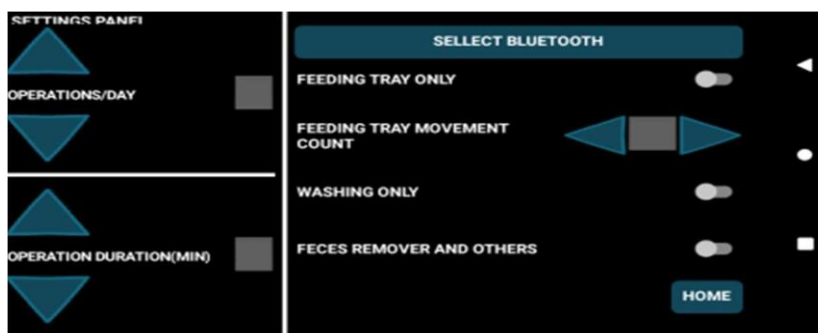 SETTINGS PANEL
OPERATIONS/DAY
OPERATION DURATION(MIN)
SELLECT BLUETOOTH
FEEDING TRAY ONLY
FEEDING TRAY MOVEMENT
COUNT
WASHING ONLY
FECES REMOVER AND OTHERS
HOME